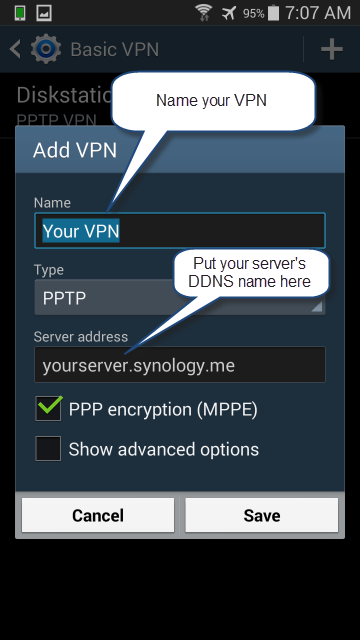 95% 7:07 AM
Basic VPN
Diskstatio
PPTP VPN
Name your VPN
Add VPN
Name
Your VPN
Type
Put your server's
DDNS name here
PPTP
Server address
yourserver.synology.me
PPP encryption (MPPE)
Show advanced options
Cancel Save